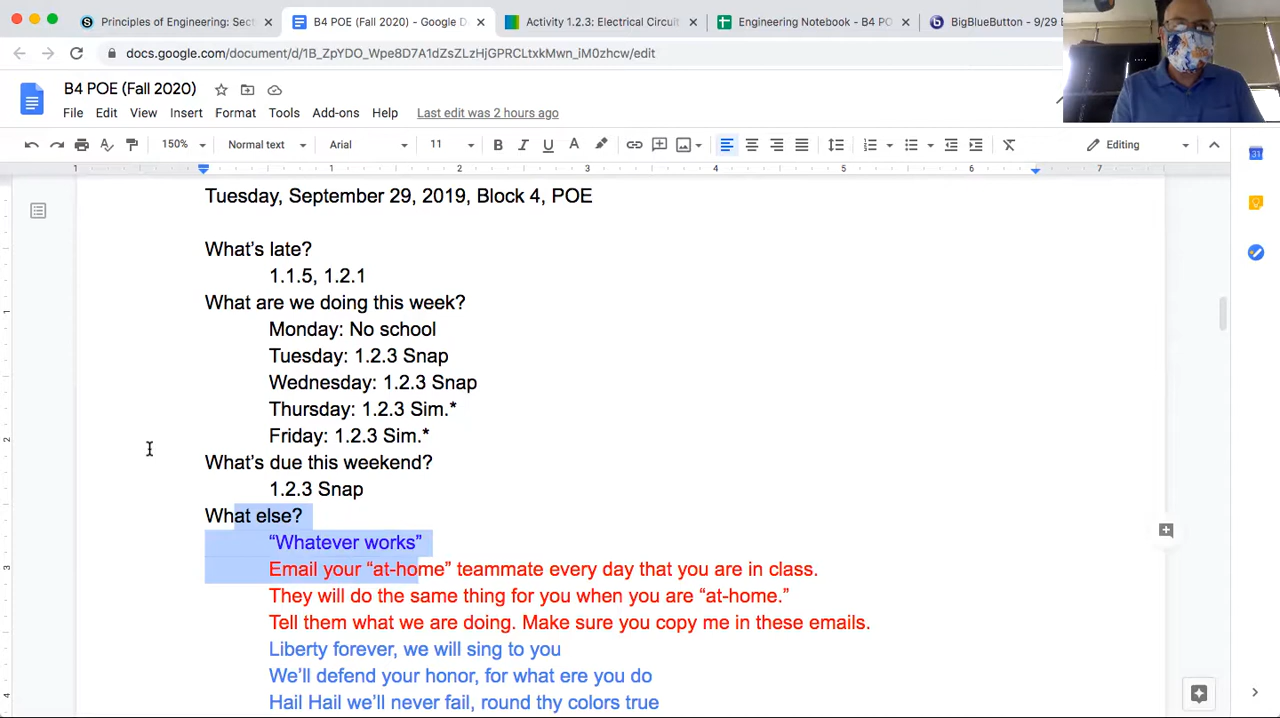 Principles of Engineering: Sect
B4 POE (Fall 2020) - Google D
Activity 1.2.3: Electrical Circuit
Engineering Notebook - B4 PO
BigBlueButton - 9/29 B
docs.google.com/document/d/1B_ZpYDO_Wpe8D7A1dZsZLzHjGPRCLtxkMwn_iM0zhcw/edit
B4 POE (Fall 2020)
File Edit View Insert Format Tools Add-ons Help Last edit was 2 hours ago
150% Normal text Arial 11 B I U A Editing
1 1 2 3 4 5 6 7
Tuesday, September 29, 2019, Block 4, POE
What's late?
1.1.5, 1.2.1
What are we doing this week?
Monday: No school
Tuesday: 1.2.3 Snap
Wednesday: 1.2.3 Snap
Thursday: 1.2.3 Sim.*
Friday: 1.2.3 Sim.*
What's due this weekend?
1.2.3 Snap
What else?
“Whatever works”
Email your “at-home” teammate every day that you are in class.
They will do the same thing for you when you are “at-home.”
Tell them what we are doing. Make sure you copy me in these emails.
Liberty forever, we will sing to you
We'll defend your honor, for what ere you do
Hail Hail we'll never fail, round thy colors true